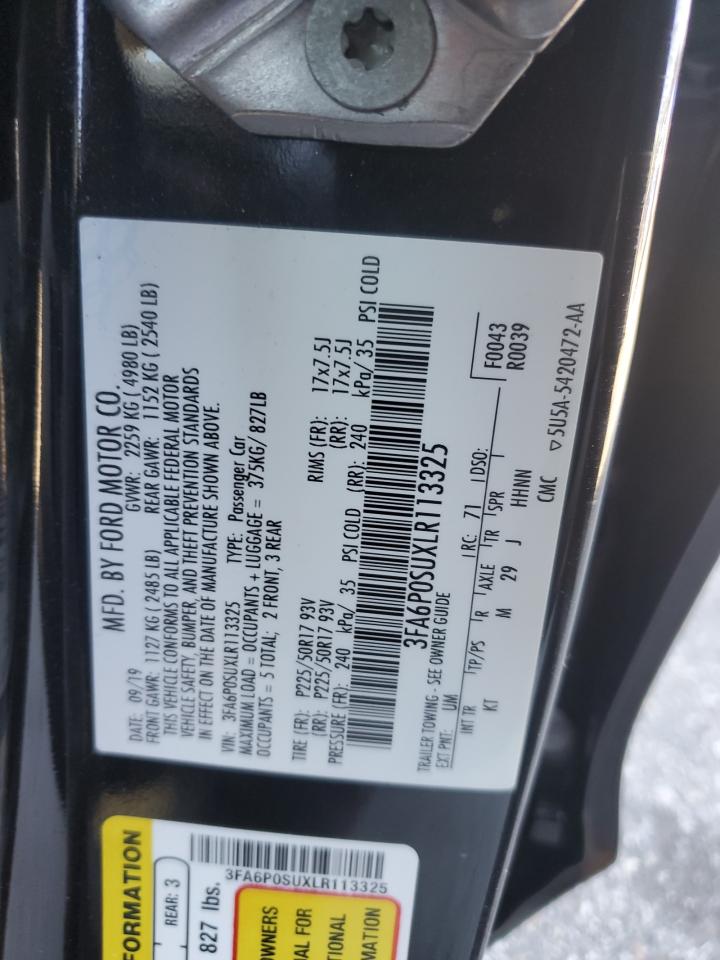 MFD. BY FORD MOTOR CO.
DATE: 09/19 GVWR: 2259 KG ( 4980 LB)
FRONT GAWR: 1127 KG ( 2485 LB) REAR GAWR: 1152 KG ( 2540 LB)
THIS VEHICLE CONFORMS TO ALL APPLICABLE FEDERAL MOTOR
VEHICLE SAFETY, BUMPER, AND THEFT PREVENTION STANDARDS
IN EFFECT ON THE DATE OF MANUFACTURE SHOWN ABOVE.
VIN: 3FA6P0SUXLR113325 TYPE: Passenger Car
MAXIMUM LOAD = OCCUPANTS + LUGGAGE = 375KG/ 827LB
OCCUPANTS = 5 TOTAL; 2 FRONT, 3 REAR
TIRE (FR): P225/50R17 93V RIMS (FR): 17x7.5J
(RR): P225/50R17 93V (RR): 17x7.5J
PRESSURE (FR): 240 kPa/ 35 PSI COLD (RR): 240 kPa/ 35 PSI COLD
3FA6P0SUXLR113325
TRAILER TOWING - SEE OWNER GUIDE
EXT PNT: UM RC: 71 DSO: F0043
R0039
INT TR TP/PS R AXLE TR SPR
KT M 29 J HHNN
CMC ▽5U5A-5420472-AA
FORMATION
REAR: 3
827 lbs.
3FA6P0SUXLR113325
OWNERS
UAL FOR
TIONAL
MATION